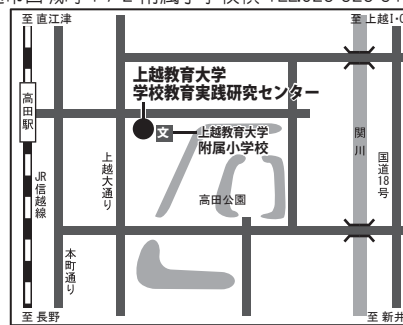 至 直江津
至 上越I・C
上越教育大学
学校教育実践研究センター
高田駅
文
上越教育大学
附属小学校
関川
国道18号
上越大通り
高田公園
JR信越線
本町通り
至 長野
至 新井